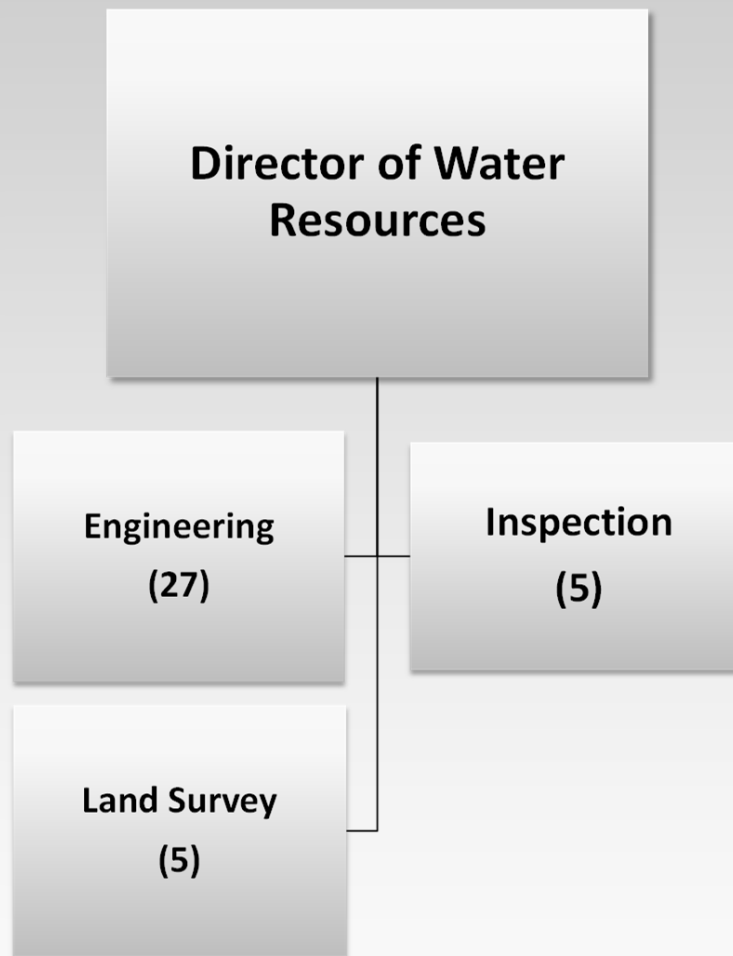 Director of Water
Resources
Engineering
(27)
Inspection
(5)
Land Survey
(5)